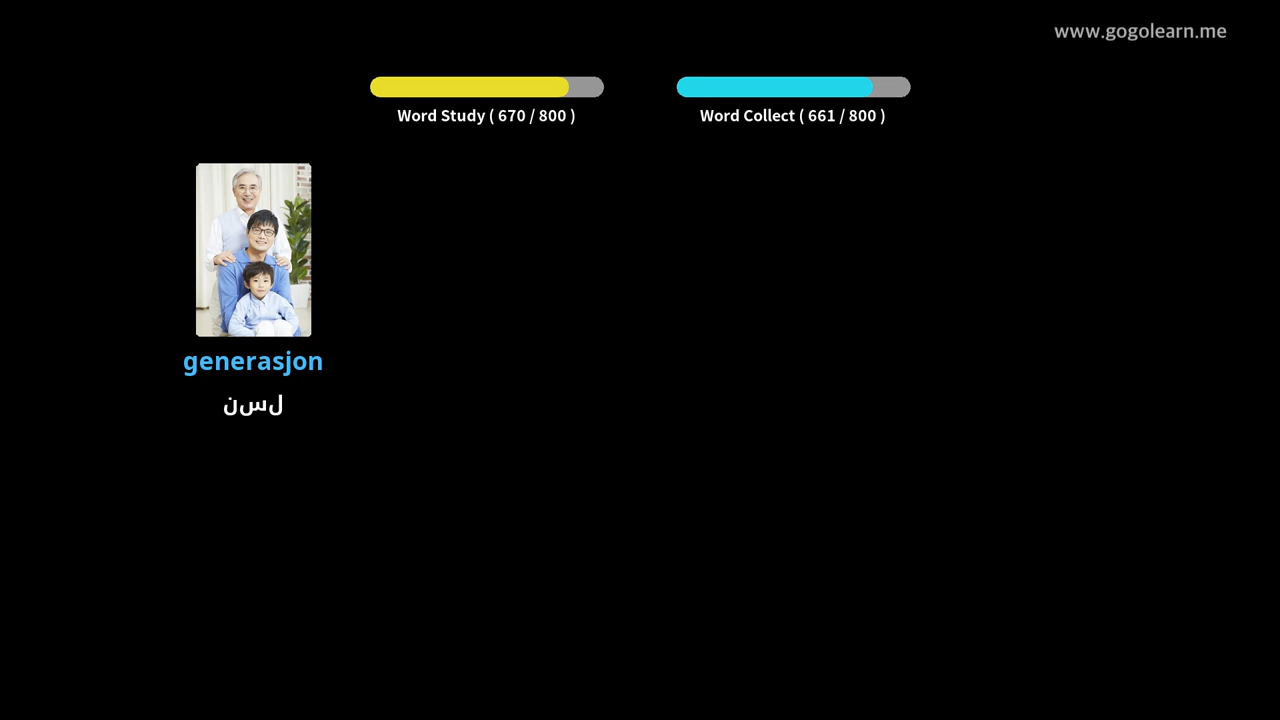 www.gogolearn.me
Word Study ( 670 / 800 )
Word Collect ( 661 / 800 )
generasjon
نسل